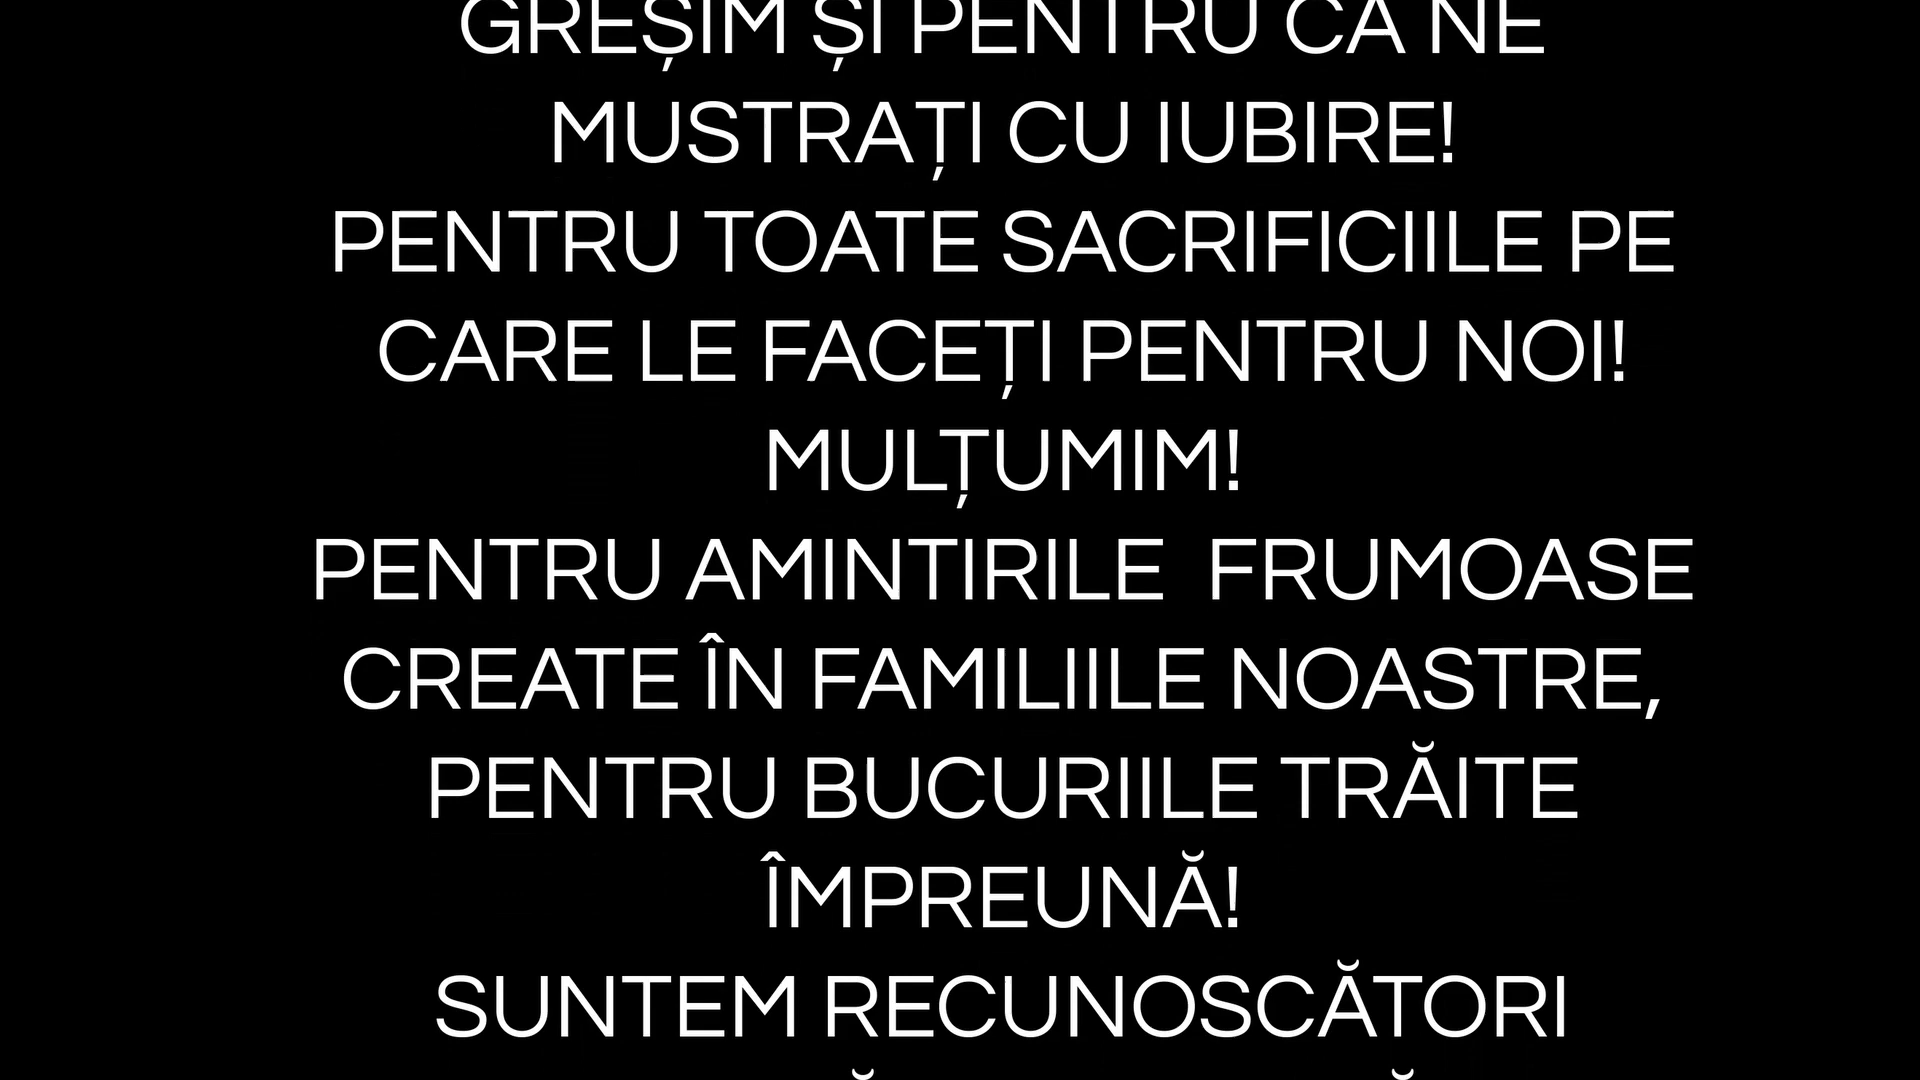 GREȘIM ȘI PENTRU CĂ NE
MUSTRAȚI CU IUBIRE!
PENTRU TOATE SACRIFICIILE PE
CARE LE FACEȚI PENTRU NOI!
MULȚUMIM!
PENTRU AMINTIRILE  FRUMOASE
CREATE ÎN FAMILIILE NOASTRE,
PENTRU BUCURIILE TRĂITE
ÎMPREUNĂ!
SUNTEM RECUNOSCĂTORI